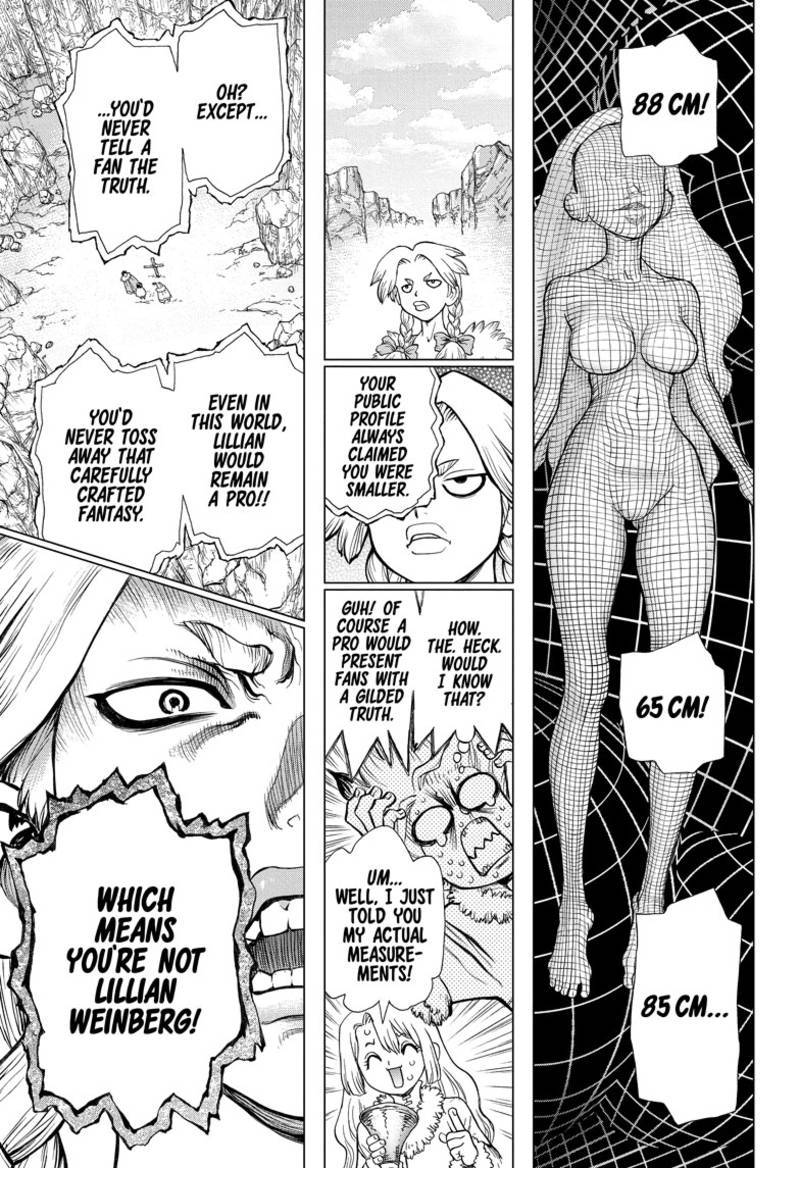 88 CM!
65 CM!
85 CM...
YOUR
PUBLIC
PROFILE
ALWAYS
CLAIMED
YOU WERE
SMALLER.
HOW.
THE. HECK.
WOULD
I KNOW
THAT?
GUH! OF
COURSE A
PRO WOULD
PRESENT
FANS WITH
A GILDED
TRUTH.
UM...
WELL, I JUST
TOLD YOU
MY ACTUAL
MEASURE-
MENTS!
OH?
EXCEPT...
...YOU'D
NEVER
TELL A
FAN THE
TRUTH.
EVEN IN
THIS WORLD,
LILLIAN
WOULD
REMAIN
A PRO!!
YOU'D
NEVER TOSS
AWAY THAT
CAREFULLY
CRAFTED
FANTASY.
WHICH
MEANS
YOU'RE NOT
LILLIAN
WEINBERG!